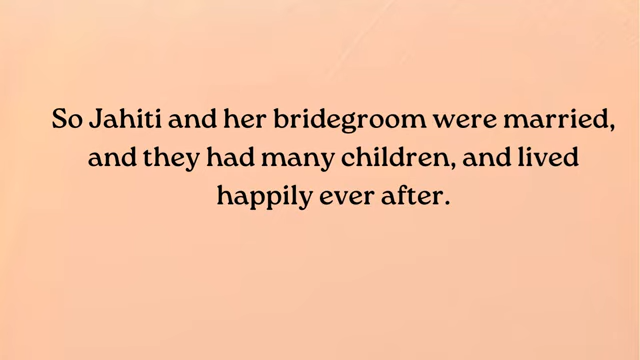 So Jahiti and her bridegroom were married,
and they had many children, and lived
happily ever after.